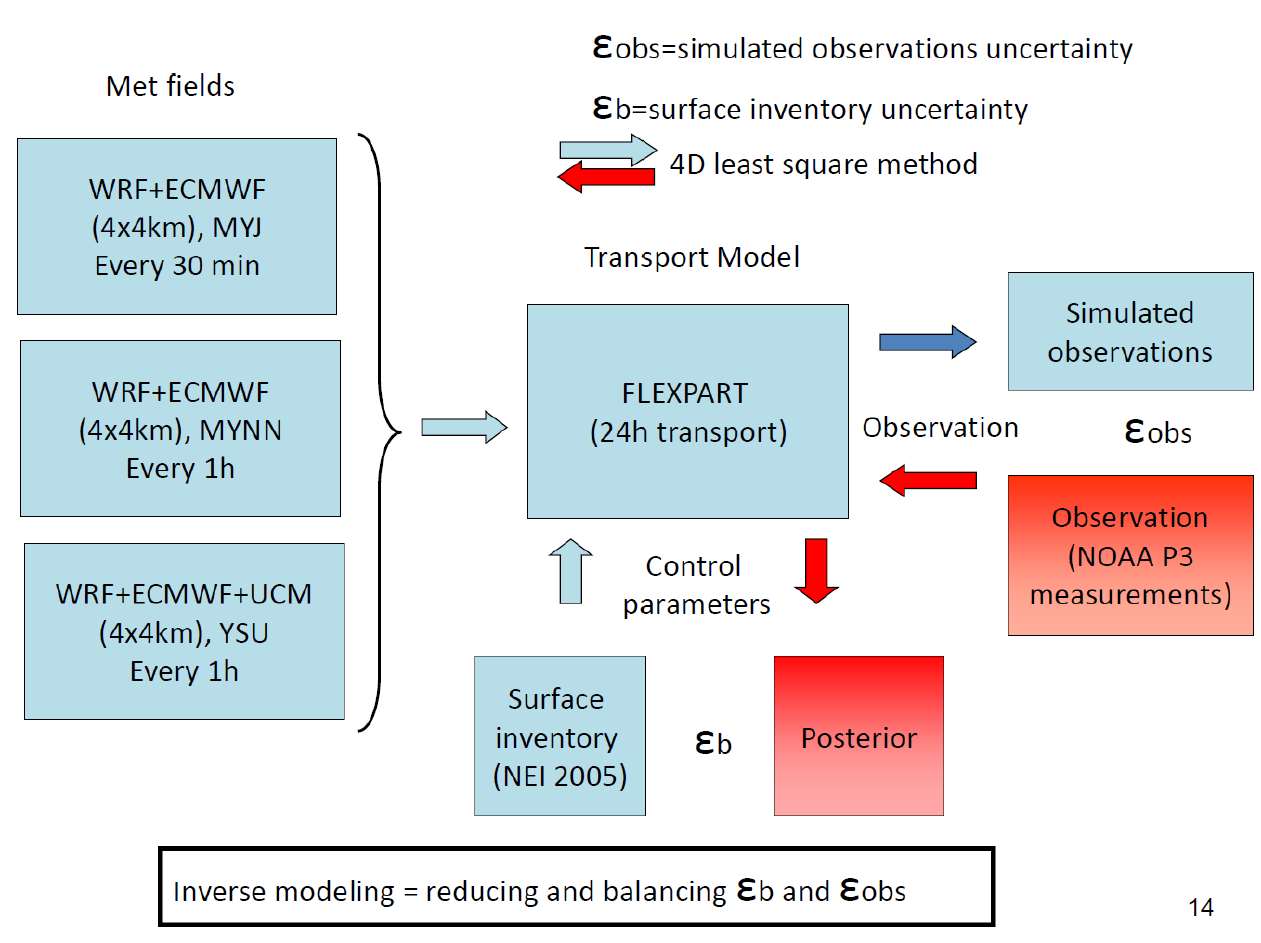 εobs=simulated observations uncertainty
Met fields
εb=surface inventory uncertainty
4D least square method
WRF+ECMWF
(4x4km), MYJ
Every 30 min
WRF+ECMWF
(4x4km), MYNN
Every 1h
WRF+ECMWF+UCM
(4x4km), YSU
Every 1h
Transport Model
FLEXPART
(24h transport)
Simulated
observations
Observation
εobs
Observation
(NOAA P3
measurements)
Control
parameters
Surface
inventory
(NEI 2005)
εb
Posterior
Inverse modeling = reducing and balancing εb and εobs
14